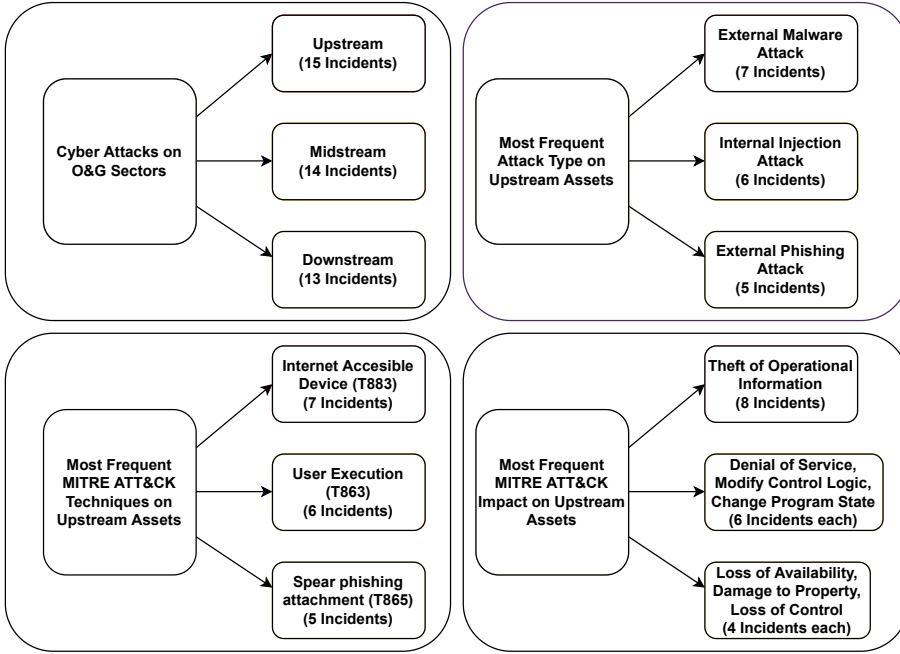 Cyber Attacks on
O&G Sectors
Upstream
(15 Incidents)
Midstream
(14 Incidents)
Downstream
(13 Incidents)
Most Frequent
Attack Type on
Upstream Assets
External Malware
Attack
(7 Incidents)
Internal Injection
Attack
(6 Incidents)
External Phishing
Attack
(5 Incidents)
Most Frequent
MITRE ATT&CK
Techniques on
Upstream Assets
Internet Accesible
Device (T883)
(7 Incidents)
User Execution
(T863)
(6 Incidents)
Spear phishing
attachment (T865)
(5 Incidents)
Most Frequent
MITRE ATT&CK
Impact on Upstream
Assets
Theft of Operational
Information
(8 Incidents)
Denial of Service,
Modify Control Logic,
Change Program State
(6 Incidents each)
Loss of Availability,
Damage to Property,
Loss of Control
(4 Incidents each)